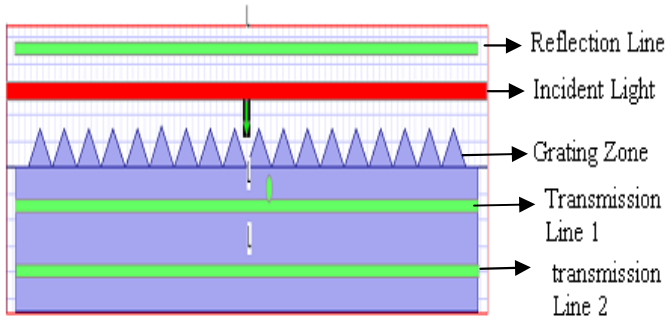 Reflection Line
Incident Light
Grating Zone
Transmission
Line 1
transmission
Line 2